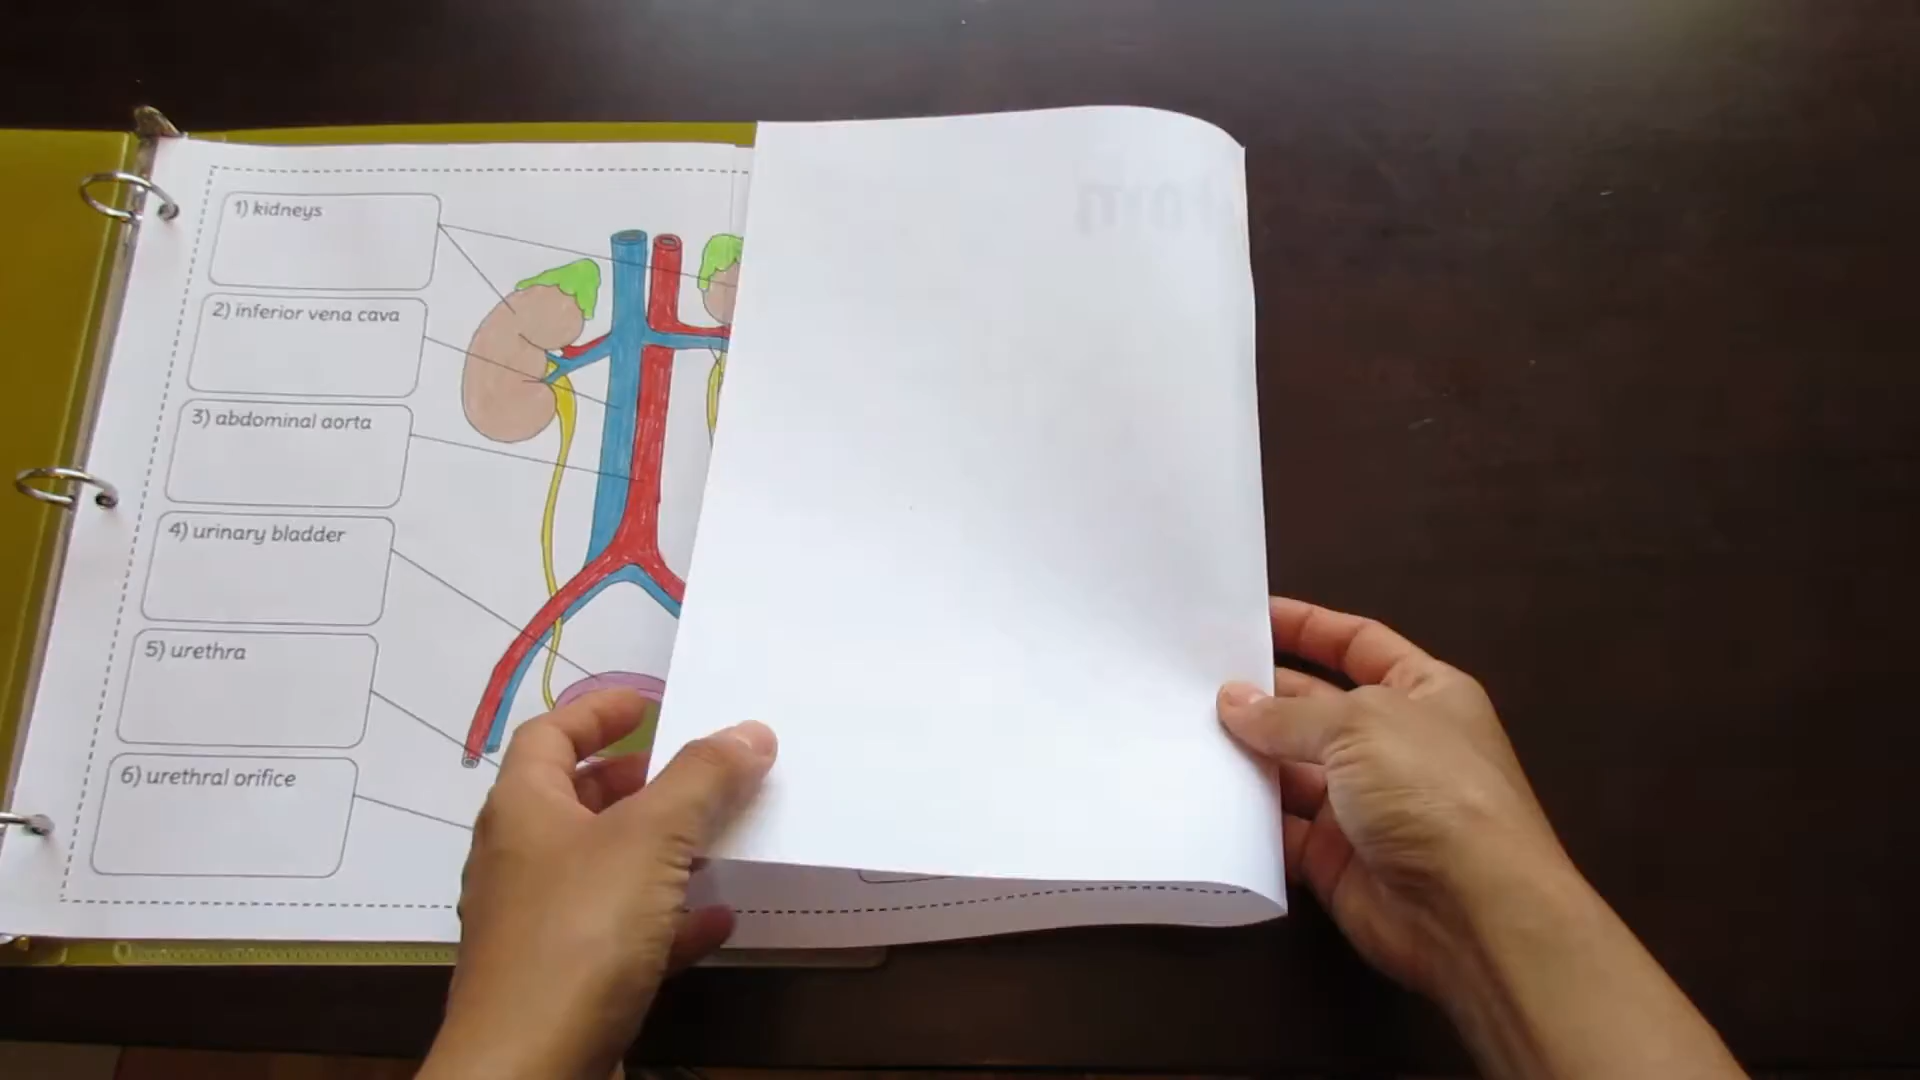 1) kidneys
2) inferior vena cava
3) abdominal aorta
4) urinary bladder
5) urethra
6) urethral orifice